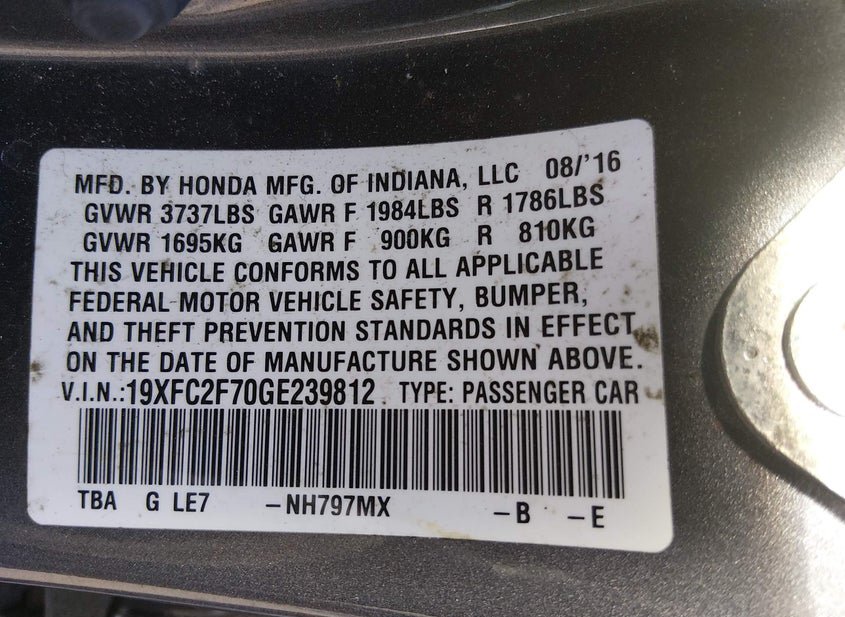 MFD. BY HONDA MFG. OF INDIANA, LLC 08/'16
GVWR 3737LBS GAWR F 1984LBS R 1786LBS
GVWR 1695KG GAWR F 900KG R 810KG
THIS VEHICLE CONFORMS TO ALL APPLICABLE
FEDERAL MOTOR VEHICLE SAFETY, BUMPER,
AND THEFT PREVENTION STANDARDS IN EFFECT
ON THE DATE OF MANUFACTURE SHOWN ABOVE.
V.I.N.:19XFC2F70GE239812 TYPE: PASSENGER CAR
TBA G LE7 -NH797MX -B -E